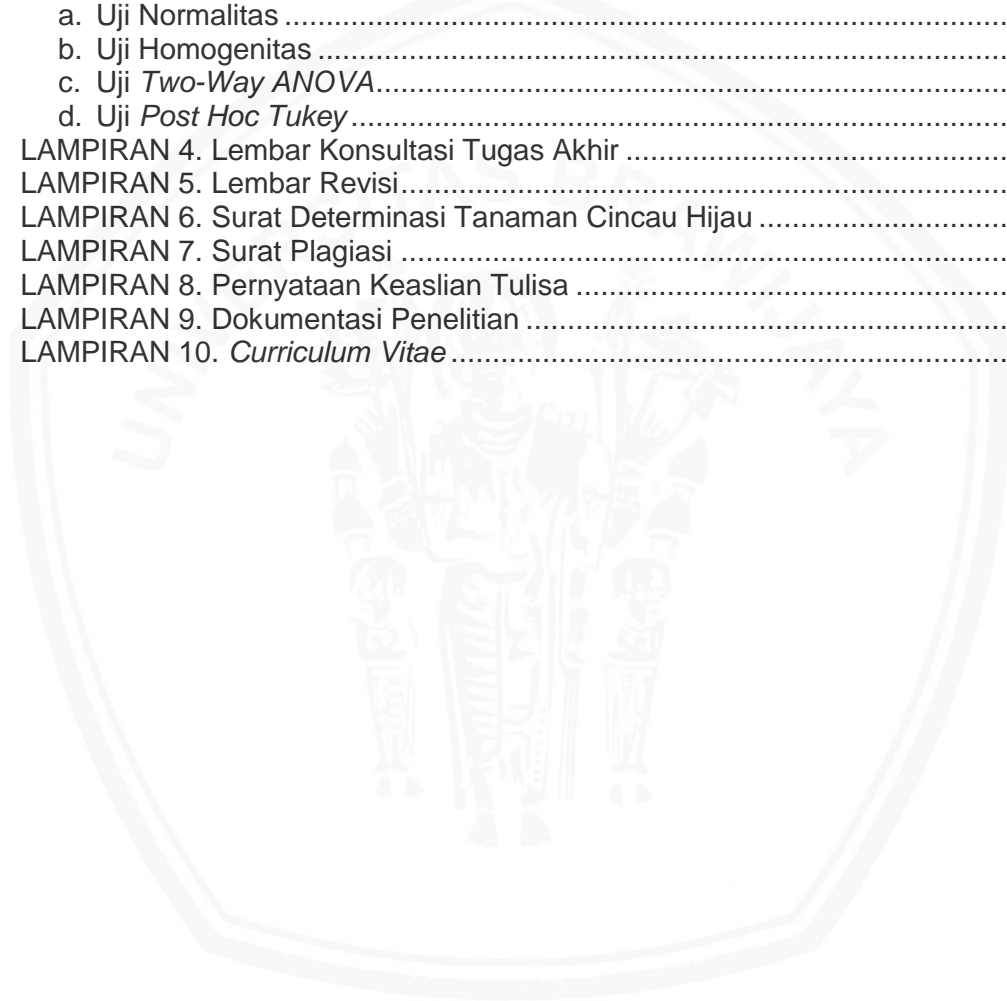 a. Uji Normalitas ........................................................................
b. Uji Homogenitas ....................................................................
c. Uji Two-Way ANOVA..............................................................
d. Uji Post Hoc Tukey.................................................................
LAMPIRAN 4. Lembar Konsultasi Tugas Akhir .....................................
LAMPIRAN 5. Lembar Revisi..............................................................
LAMPIRAN 6. Surat Determinasi Tanaman Cincau Hijau .........................
LAMPIRAN 7. Surat Plagiasi ..............................................................
LAMPIRAN 8. Pernyataan Keaslian Tulisa ...........................................
LAMPIRAN 9. Dokumentasi Penelitian .................................................
LAMPIRAN 10. Curriculum Vitae.........................................................
UNIVERSITAS BRAWIJAYA